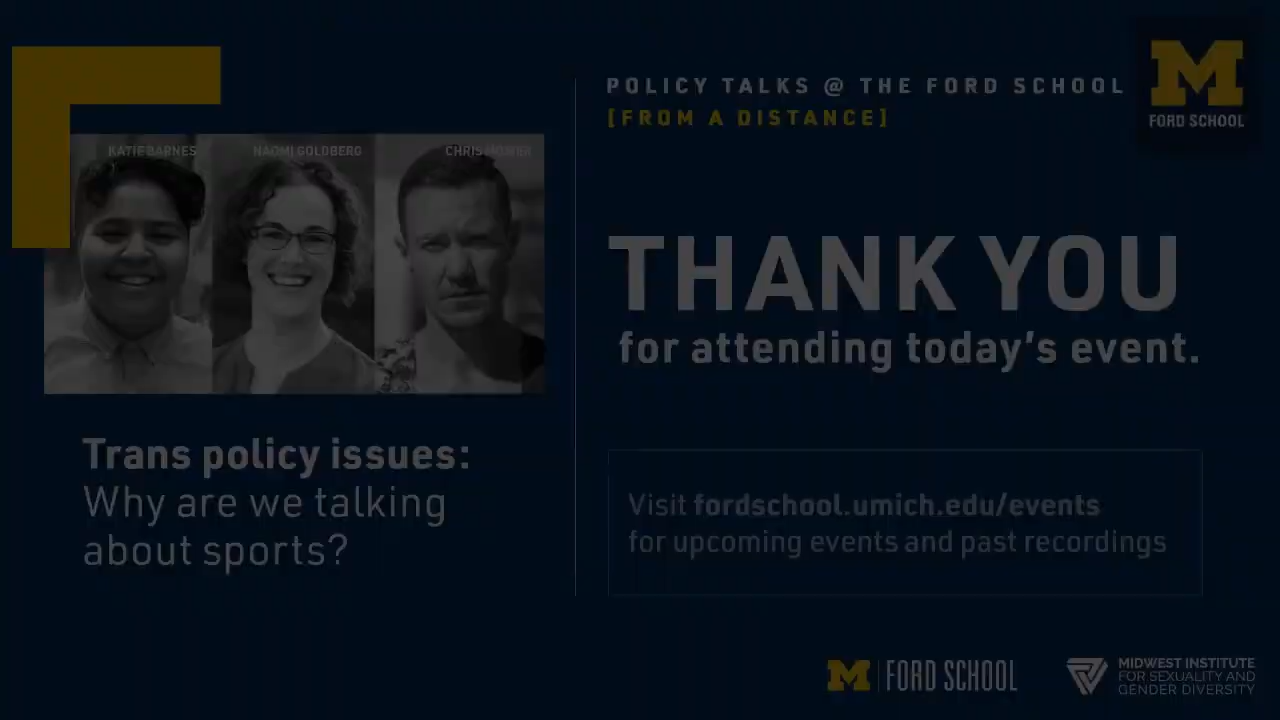 KATIE BARNES
NAOMI GOLDBERG
CHRIS MOSIER
Trans policy issues:
Why are we talking
about sports?
POLICY TALKS @ THE FORD SCHOOL
[FROM A DISTANCE]
M
FORD SCHOOL
THANK YOU
for attending today's event.
Visit fordschool.umich.edu/events
for upcoming events and past recordings
M FORD SCHOOL
MIDWEST INSTITUTE
FOR SEXUALITY AND
GENDER DIVERSITY